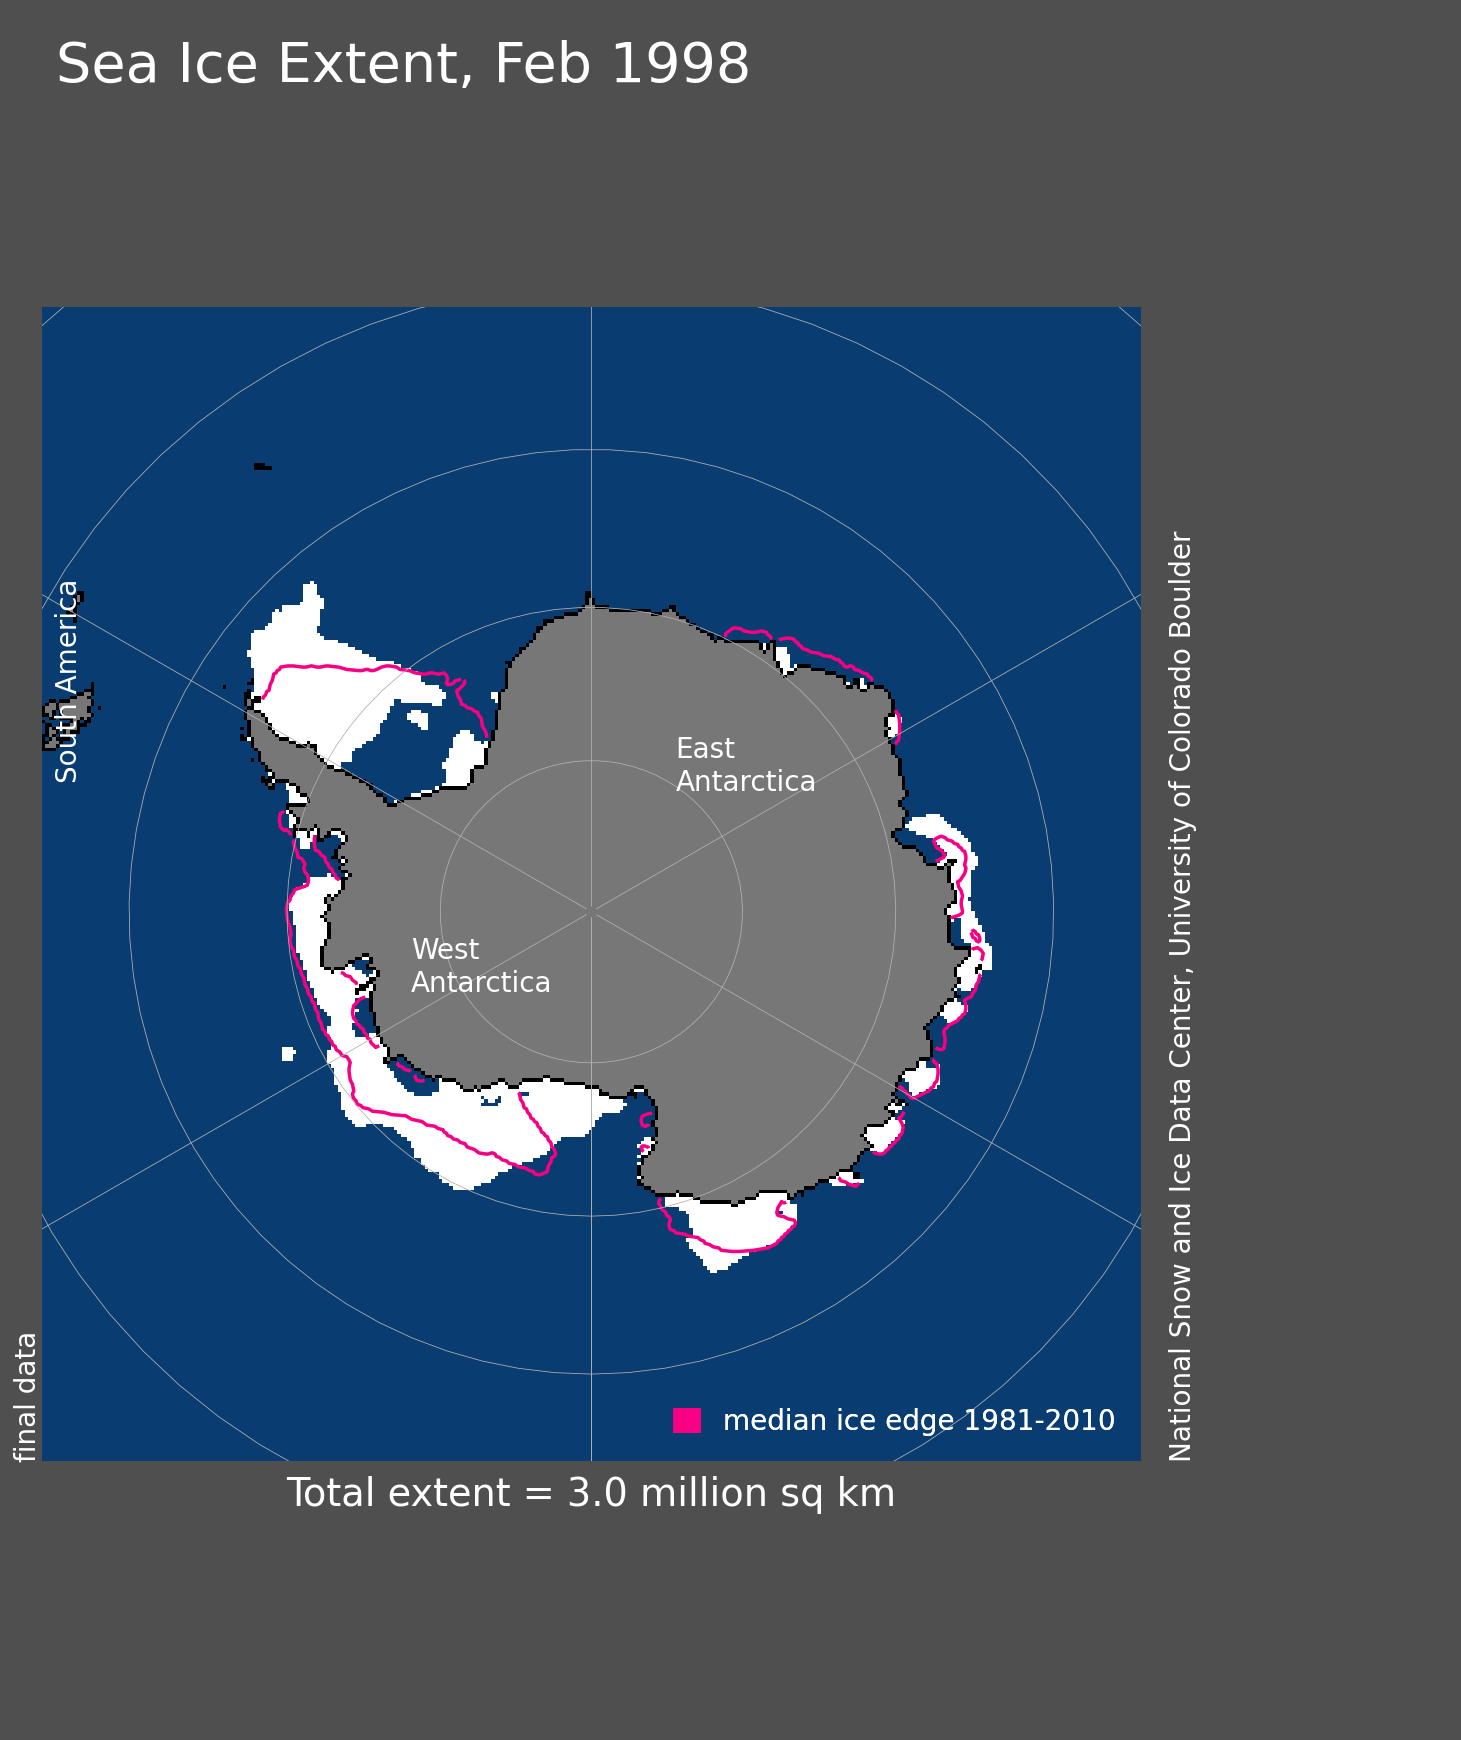 Sea Ice Extent, Feb 1998
South America
East
Antarctica
West
Antarctica
median ice edge 1981-2010
final data
National Snow and Ice Data Center, University of Colorado Boulder
Total extent = 3.0 million sq km